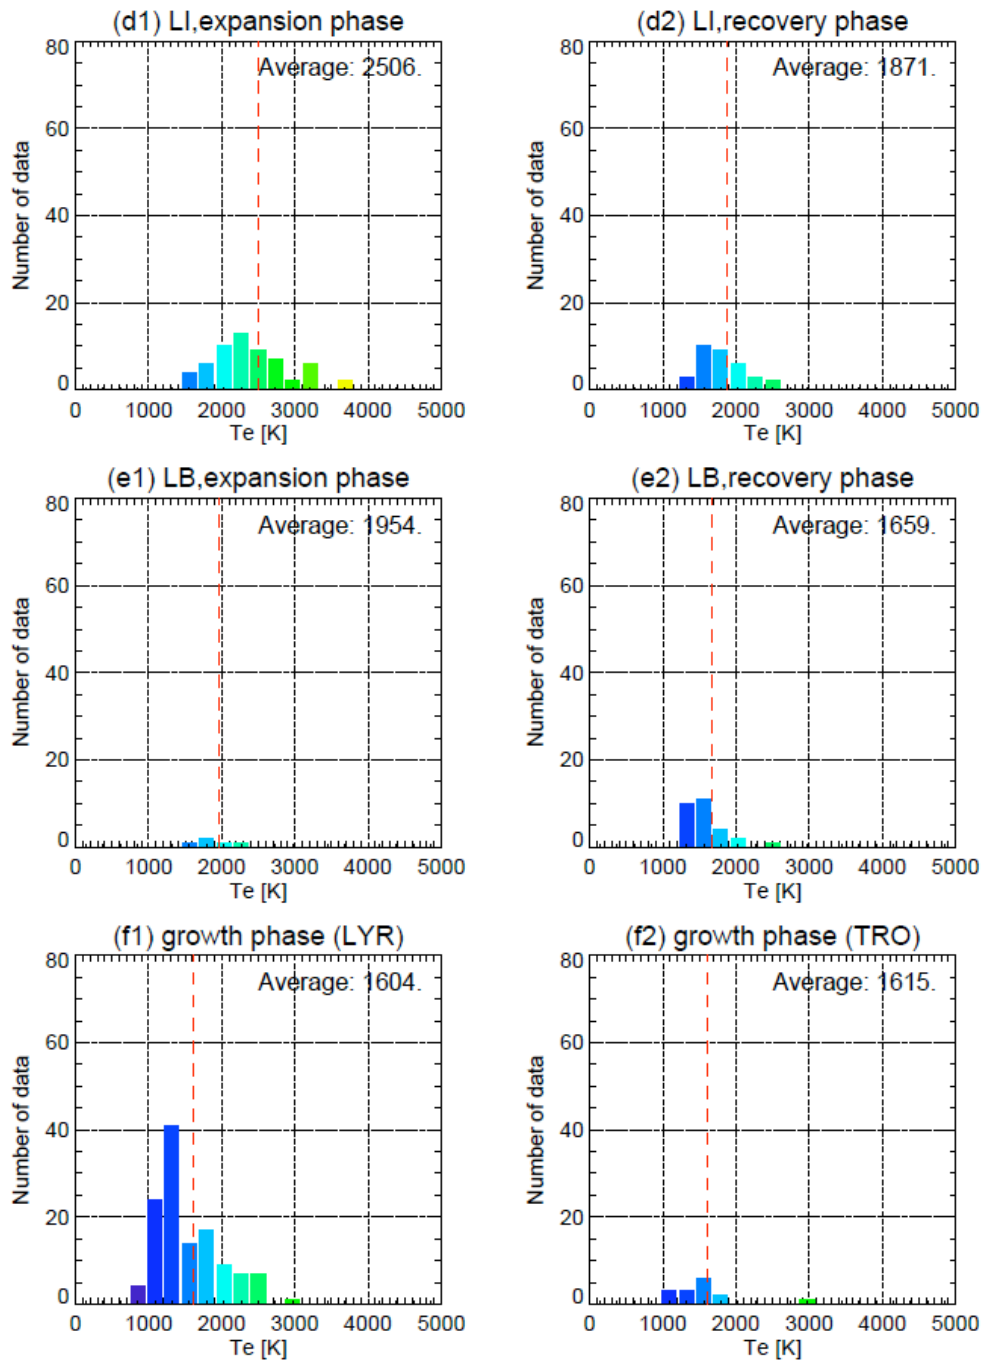 (d1) LI,expansion phase
80
Average: 2506.
60
40
20
0
Number of data
0 1000 2000 3000 4000 5000
Te [K]
(d2) LI,recovery phase
80
Average: 1871.
60
40
20
0
Number of data
0 1000 2000 3000 4000 5000
Te [K]
(e1) LB,expansion phase
80
Average: 1954.
60
40
20
0
Number of data
0 1000 2000 3000 4000 5000
Te [K]
(e2) LB,recovery phase
80
Average: 1659.
60
40
20
0
Number of data
0 1000 2000 3000 4000 5000
Te [K]
(f1) growth phase (LYR)
80
Average: 1604.
60
40
20
0
Number of data
0 1000 2000 3000 4000 5000
Te [K]
(f2) growth phase (TRO)
80
Average: 1615.
60
40
20
0
Number of data
0 1000 2000 3000 4000 5000
Te [K]